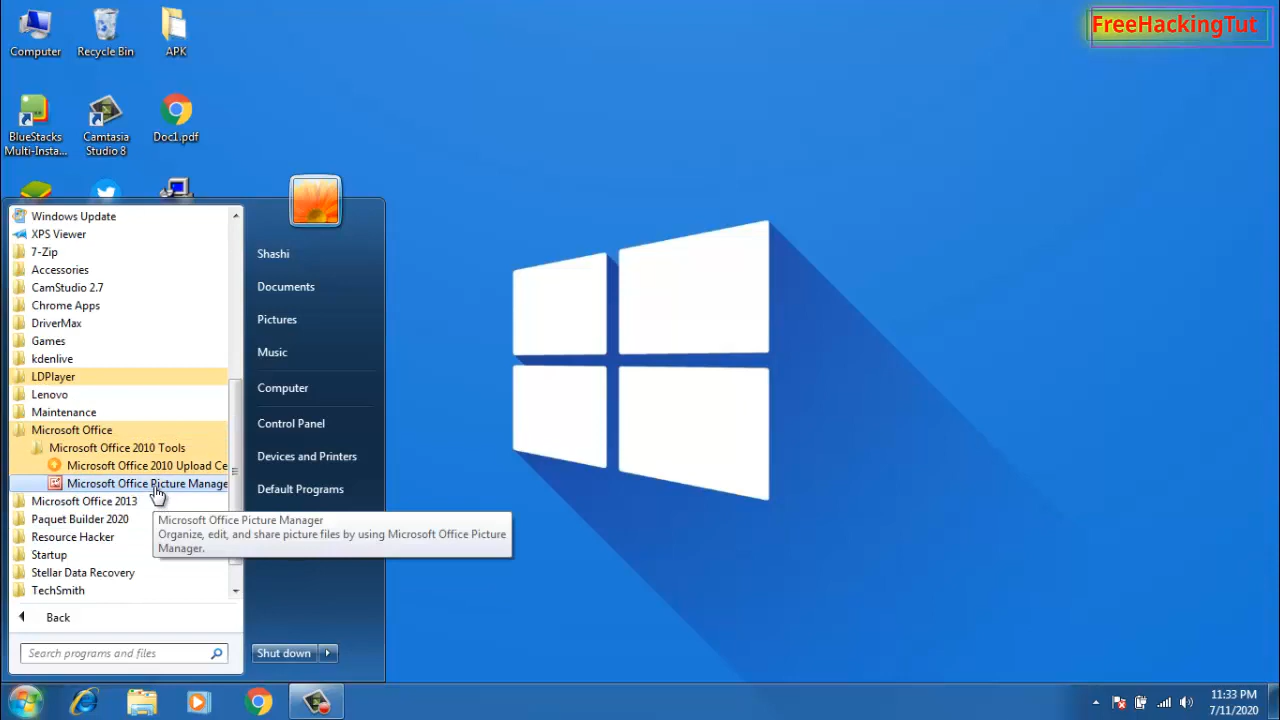 FreeHackingTut
Computer
Recycle Bin
APK
BlueStacks
Multi-Insta...
Camtasia
Studio 8
Doc1.pdf
Windows Update
XPS Viewer
7-Zip
Accessories
CamStudio 2.7
Chrome Apps
DriverMax
Games
kdenlive
LDPlayer
Lenovo
Maintenance
Microsoft Office
Microsoft Office 2010 Tools
Microsoft Office 2010 Upload Ce
Microsoft Office Picture Manage
Microsoft Office 2013
Paquet Builder 2020
Resource Hacker
Startup
Stellar Data Recovery
TechSmith
Back
Search programs and files
Shashi
Documents
Pictures
Music
Computer
Control Panel
Devices and Printers
Default Programs
Microsoft Office Picture Manager
Organize, edit, and share picture files by using Microsoft Office Picture
Manager.
Shut down
11:33 PM
7/11/2020